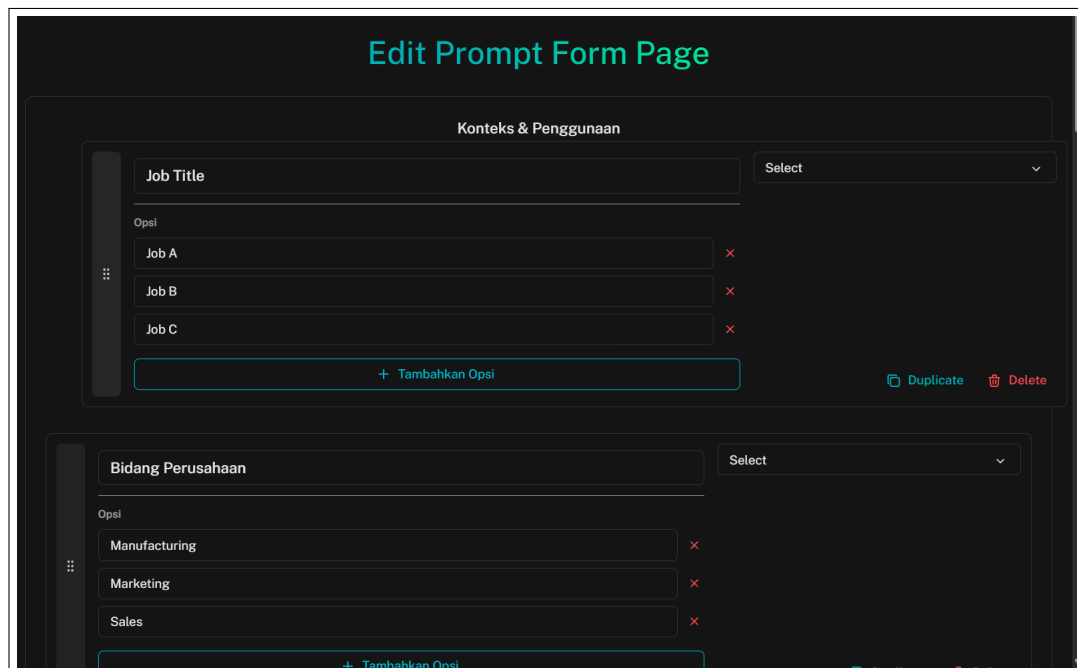 Edit Prompt Form Page
Konteks & Penggunaan
Job Title
Select
Opsi
Job A
Job B
Job C
+ Tambahkan Opsi
Duplicate
Delete
Bidang Perusahaan
Select
Opsi
Manufacturing
Marketing
Sales
+ Tambahkan Opsi